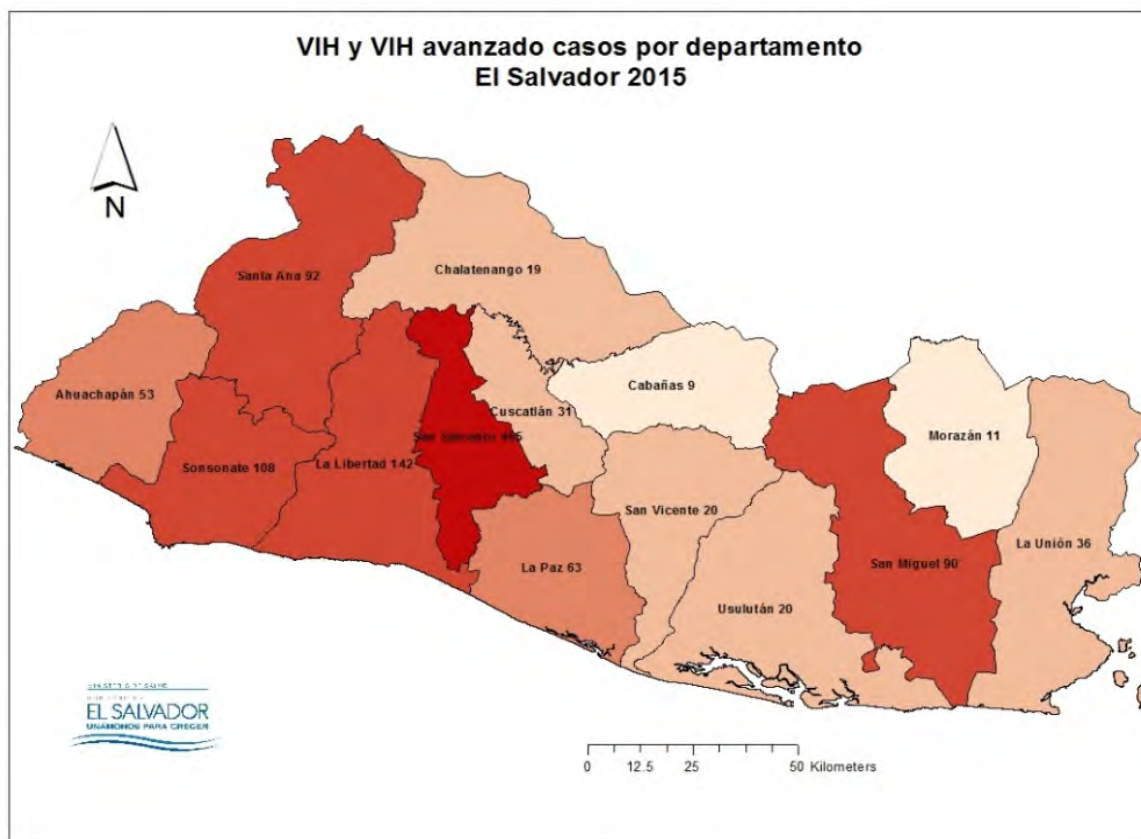 VIH y VIH avanzado casos por departamento
El Salvador 2015
N
Santa Ana 92
Chalatenango 19
Ahuachapán 53
Cabañas 9
Cuscatlán 31
San Salvador
Morazán 11
Sonsonate 108
La Libertad 142
San Vicente 20
La Unión 36
La Paz 63
San Miguel 90
Usulután 20
EL SALVADOR
UNÁMONOS PARA CRECER
0 12.5 25 50 Kilometers